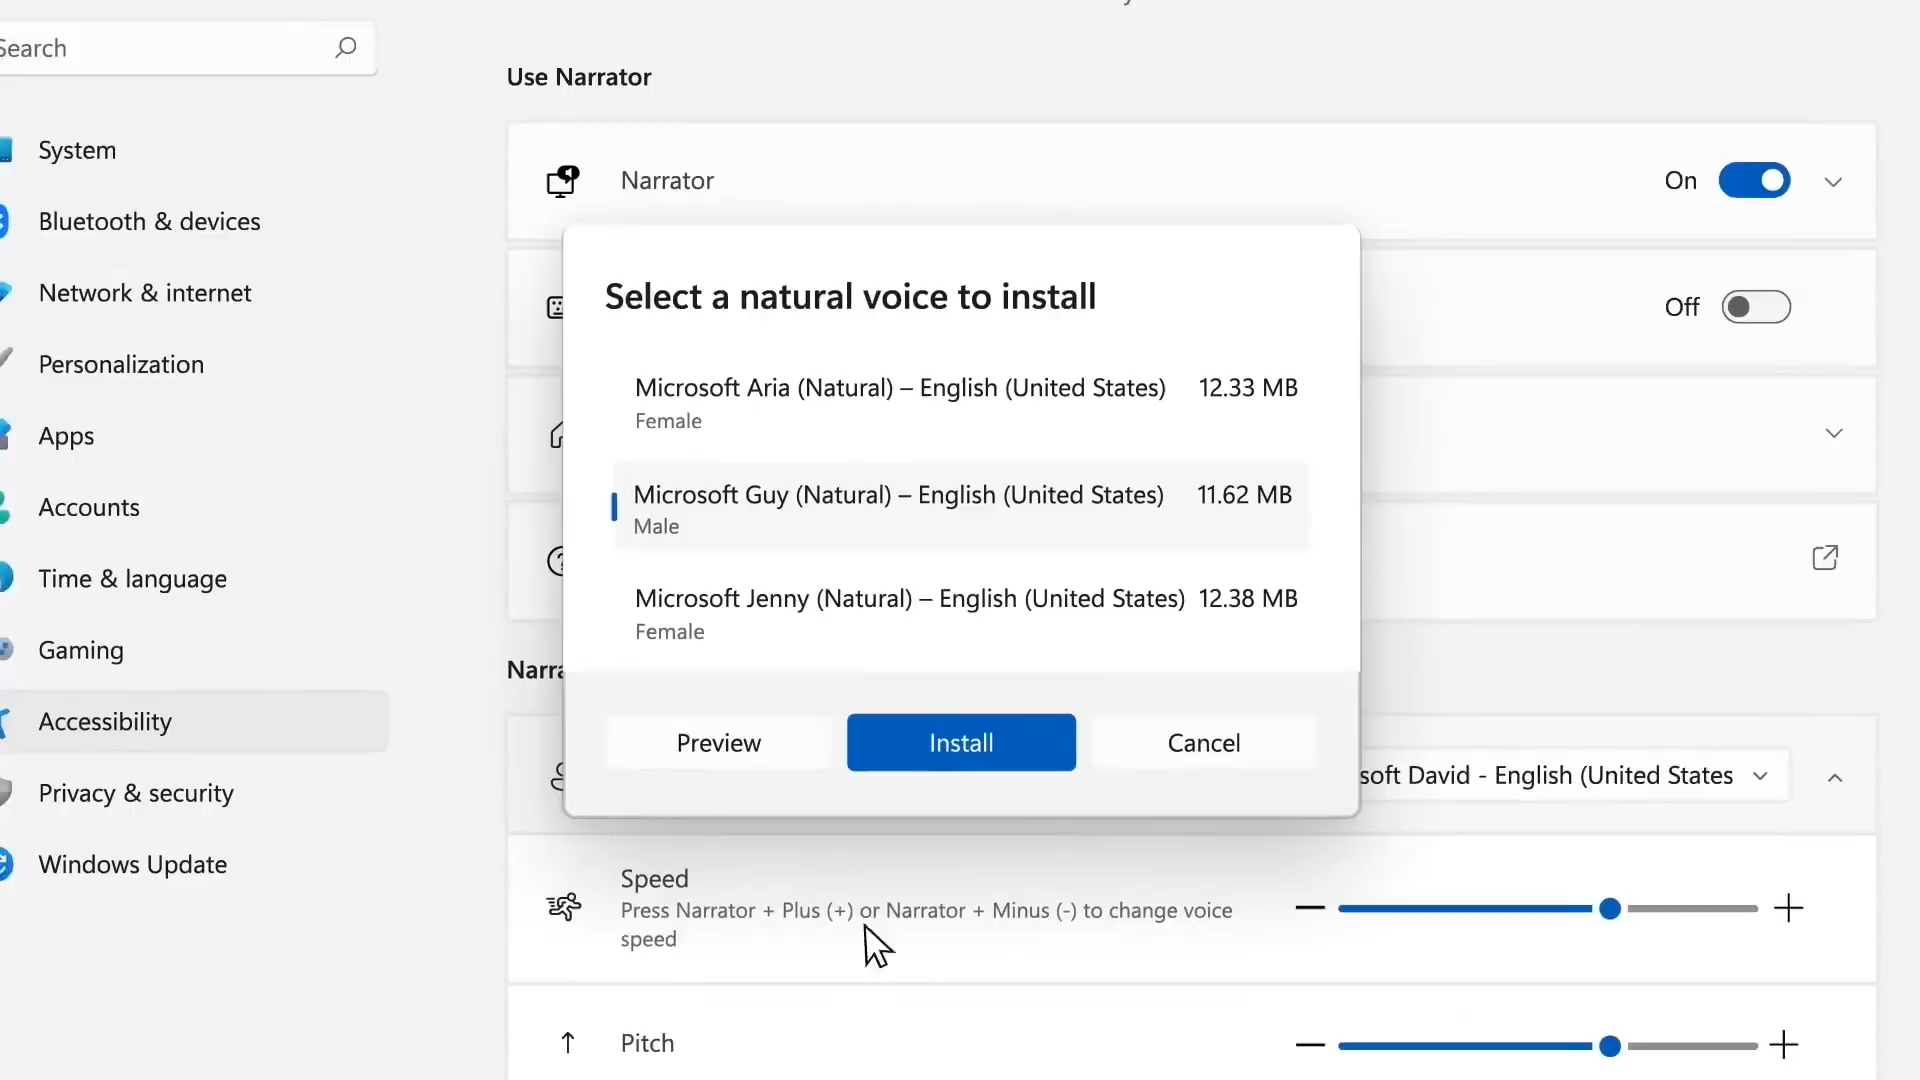 Search
System
Bluetooth & devices
Network & internet
Personalization
Apps
Accounts
Time & language
Gaming
Accessibility
Privacy & security
Windows Update
Use Narrator
Narrator
On
Off
Select a natural voice to install
Microsoft Aria (Natural) – English (United States) 12.33 MB
Female
Microsoft Guy (Natural) – English (United States) 11.62 MB
Male
Microsoft Jenny (Natural) – English (United States) 12.38 MB
Female
Preview
Install
Cancel
Narra
soft David - English (United States
Speed
Press Narrator + Plus (+) or Narrator + Minus (-) to change voice
speed
Pitch